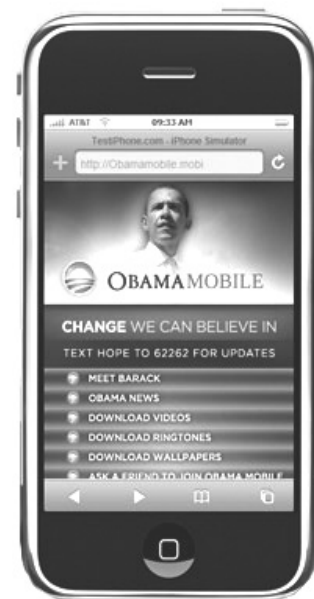 AT&T 09:33 AM
TestiPhone.com - iPhone Simulator
http://Obamamobile.mobi
OBAMAMOBILE
CHANGE WE CAN BELIEVE IN
TEXT HOPE TO 62262 FOR UPDATES
MEET BARACK
OBAMA NEWS
DOWNLOAD VIDEOS
DOWNLOAD RINGTONES
DOWNLOAD WALLPAPERS
ASK A FRIEND TO JOIN OBAMA MOBILE